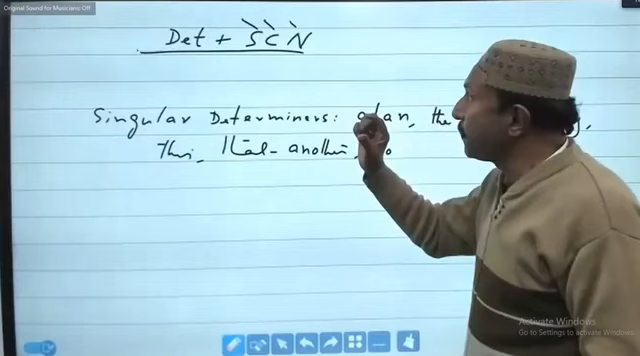 Original Sound for Musicians: Off
Det + SCN
Singular Determiners: a/an, the
This, that - another,
Activate Windows
Go to Settings to activate Windows.